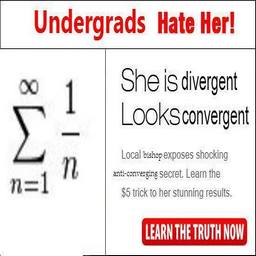 Undergrads Hate Her!
∞
∑ 1/n
n=1
She is divergent
Looks convergent
Local bishop exposes shocking
anti-converging secret. Learn the
$5 trick to her stunning results.
LEARN THE TRUTH NOW